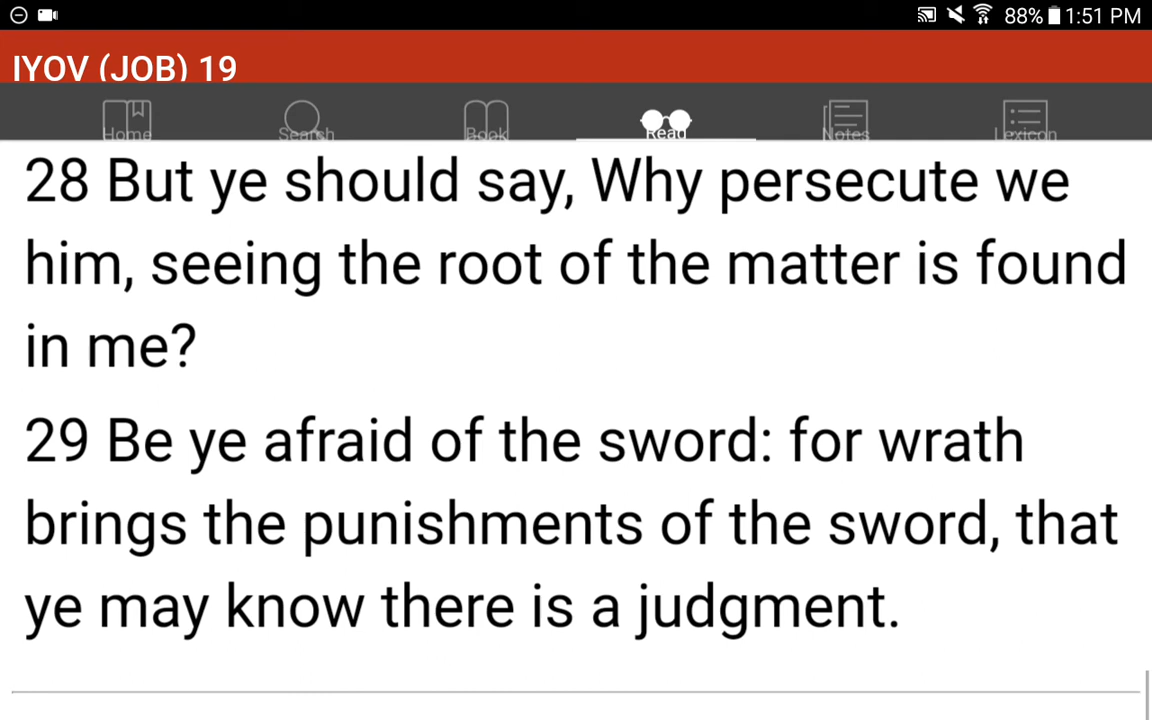 88% 1:51 PM
IYOV (JOB) 19
Home Search Book Read Notes Lexicon
28 But ye should say, Why persecute we
him, seeing the root of the matter is found
in me?
29 Be ye afraid of the sword: for wrath
brings the punishments of the sword, that
ye may know there is a judgment.